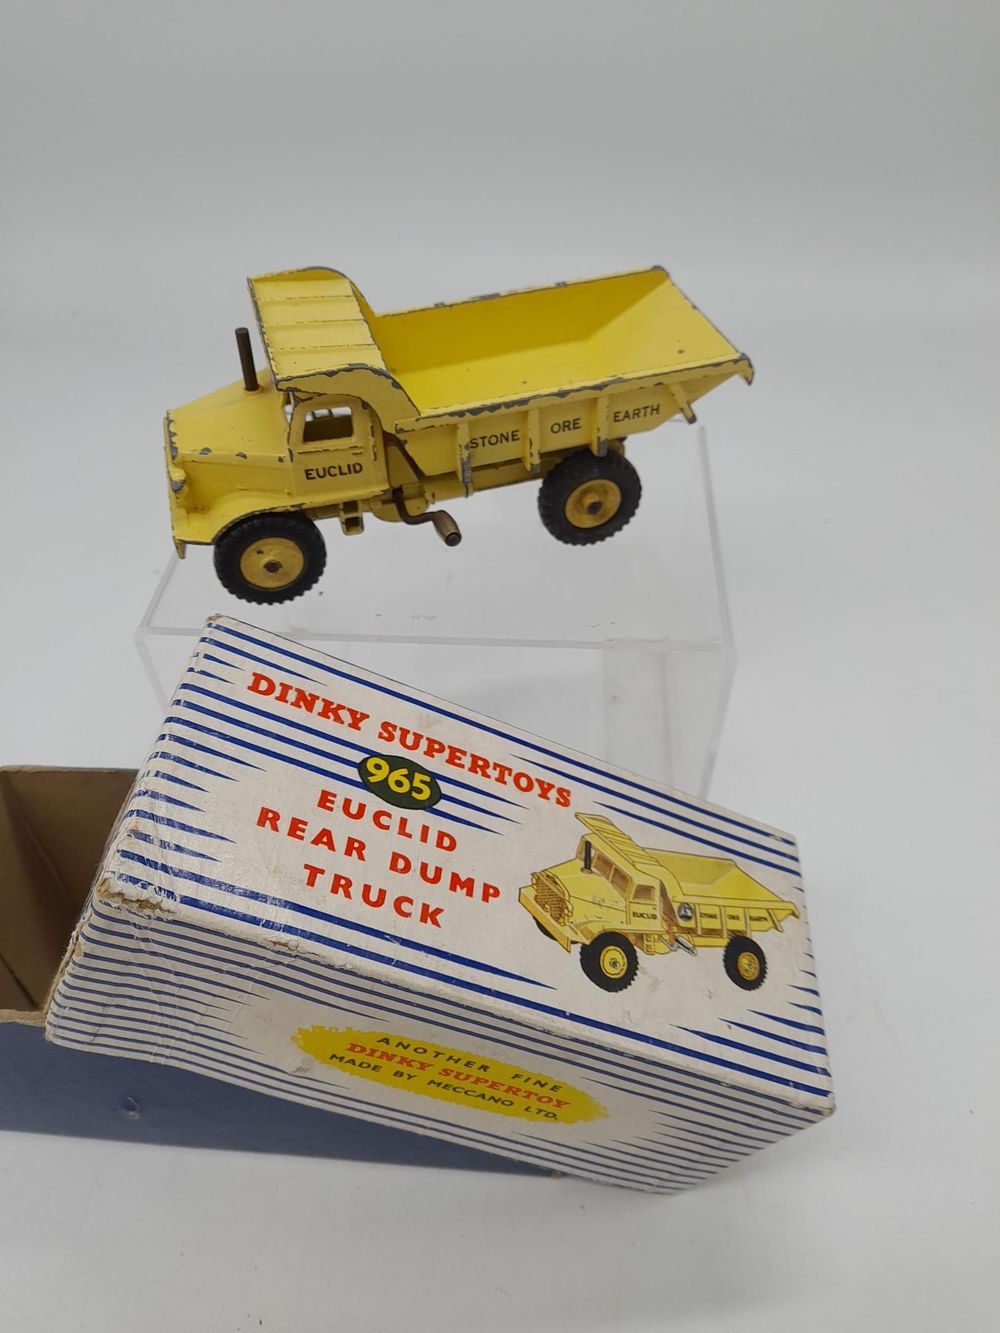 EUCLID
STONE ORE EARTH
DINKY SUPERTOYS
965
EUCLID
REAR DUMP
TRUCK
EUCLID
STONE ORE EARTH
ANOTHER FINE
DINKY SUPERTOY
MADE BY MECCANO LTD.